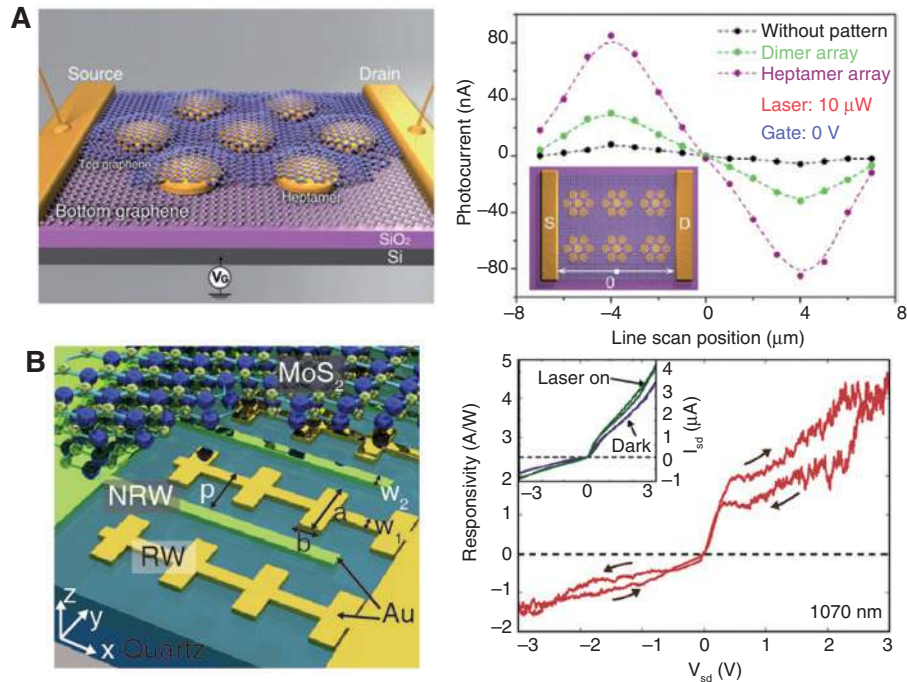 A
Source
Drain
Top graphene
Heptamer
Bottom graphene
SiO2
Si
VG
Photocurrent (nA)
80
40
0
−40
−80
Without pattern
Dimer array
Heptamer array
Laser: 10 μW
Gate: 0 V
S
D
0
−8
−4
0
4
8
Line scan position (μm)
B
MoS2
p
W2
NRW
a
W1
b
RW
Au
z
y
x
Quartz
Responsivity (A/W)
5
4
3
2
1
0
−1
−2
Laser on
Dark
4
3
2
1
0
−1
Isd (μA)
−3
0
3
1070 nm
−3
−2
−1
0
1
2
3
Vsd (V)